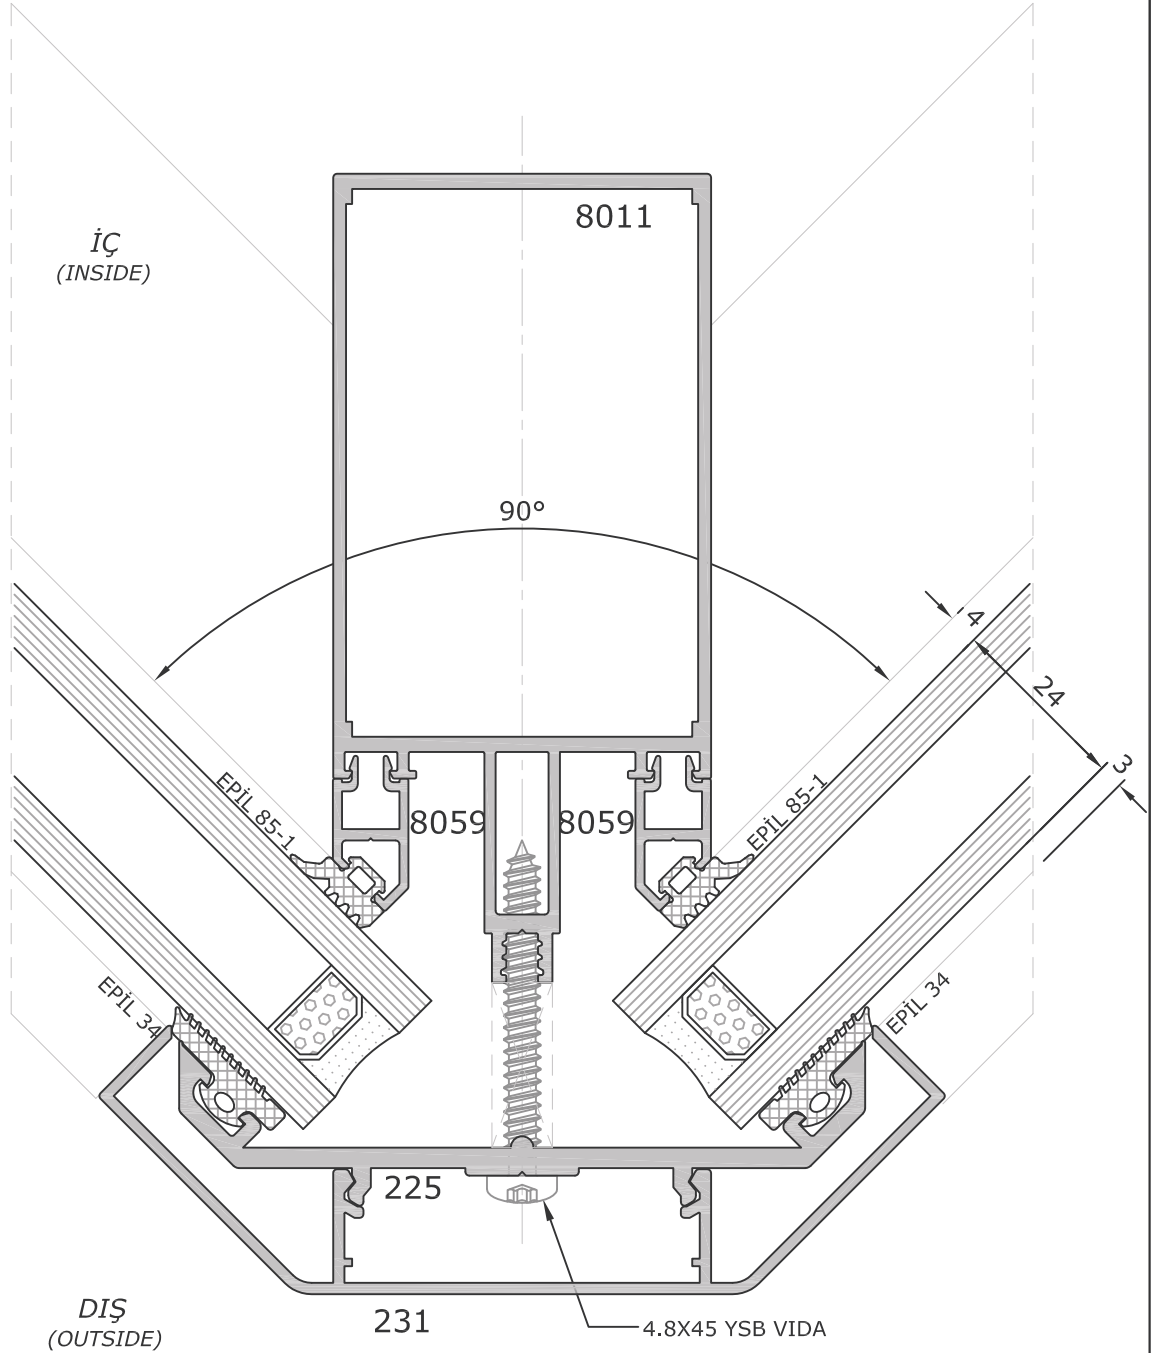 8011
İÇ
(INSIDE)
90°
4
24
3
EPİL 85-1
8059
8059
EPİL 85-1
EPİL 34
EPİL 34
225
DIŞ
(OUTSIDE)
231
4.8X45 YSB VIDA